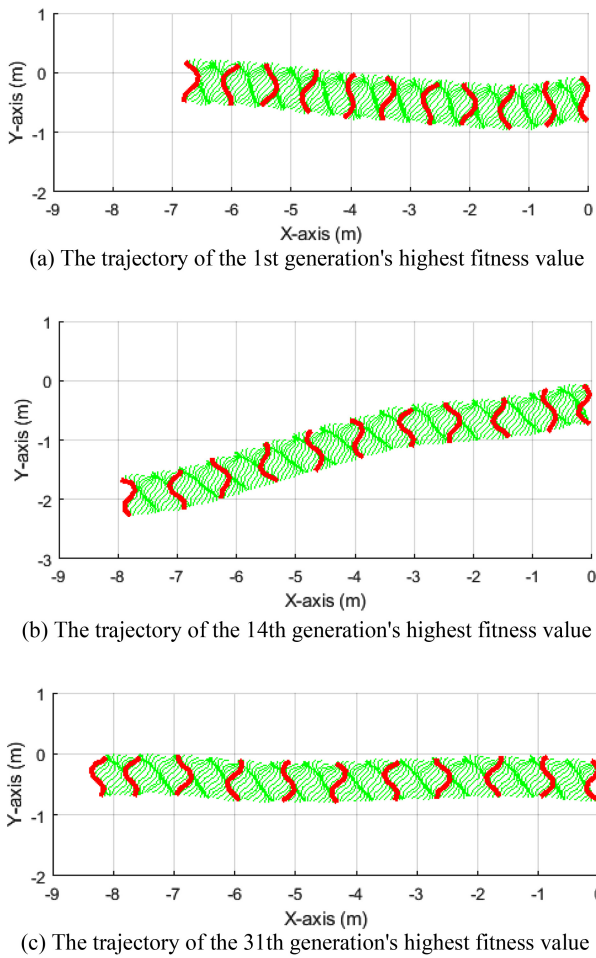 1
0
-1
-2
Y-axis (m)
-9 -8 -7 -6 -5 -4 -3 -2 -1 0
X-axis (m)
(a) The trajectory of the 1st generation's highest fitness value
1
0
-1
-2
-3
Y-axis (m)
-9 -8 -7 -6 -5 -4 -3 -2 -1 0
X-axis (m)
(b) The trajectory of the 14th generation's highest fitness value
1
0
-1
-2
Y-axis (m)
-9 -8 -7 -6 -5 -4 -3 -2 -1 0
X-axis (m)
(c) The trajectory of the 31th generation's highest fitness value